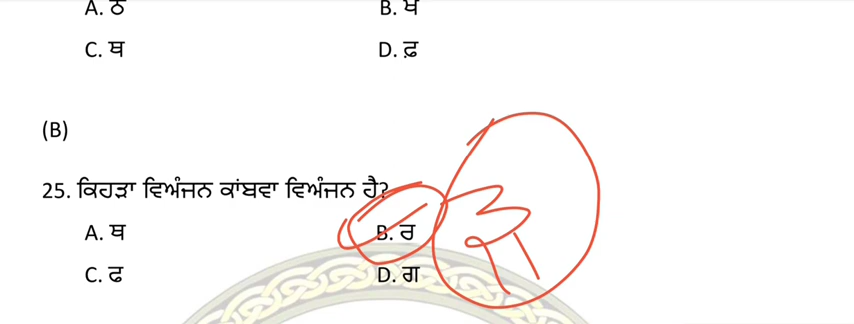 A. ਠ B. ਖ
C. ਥ D. ਫ਼
(B)
25. ਕਿਹੜਾ ਵਿਅੰਜਨ ਕਾਂਬਵਾ ਵਿਅੰਜਨ ਹੈ?
A. ਥ B. ਰ
C. ਫ D. ਗ